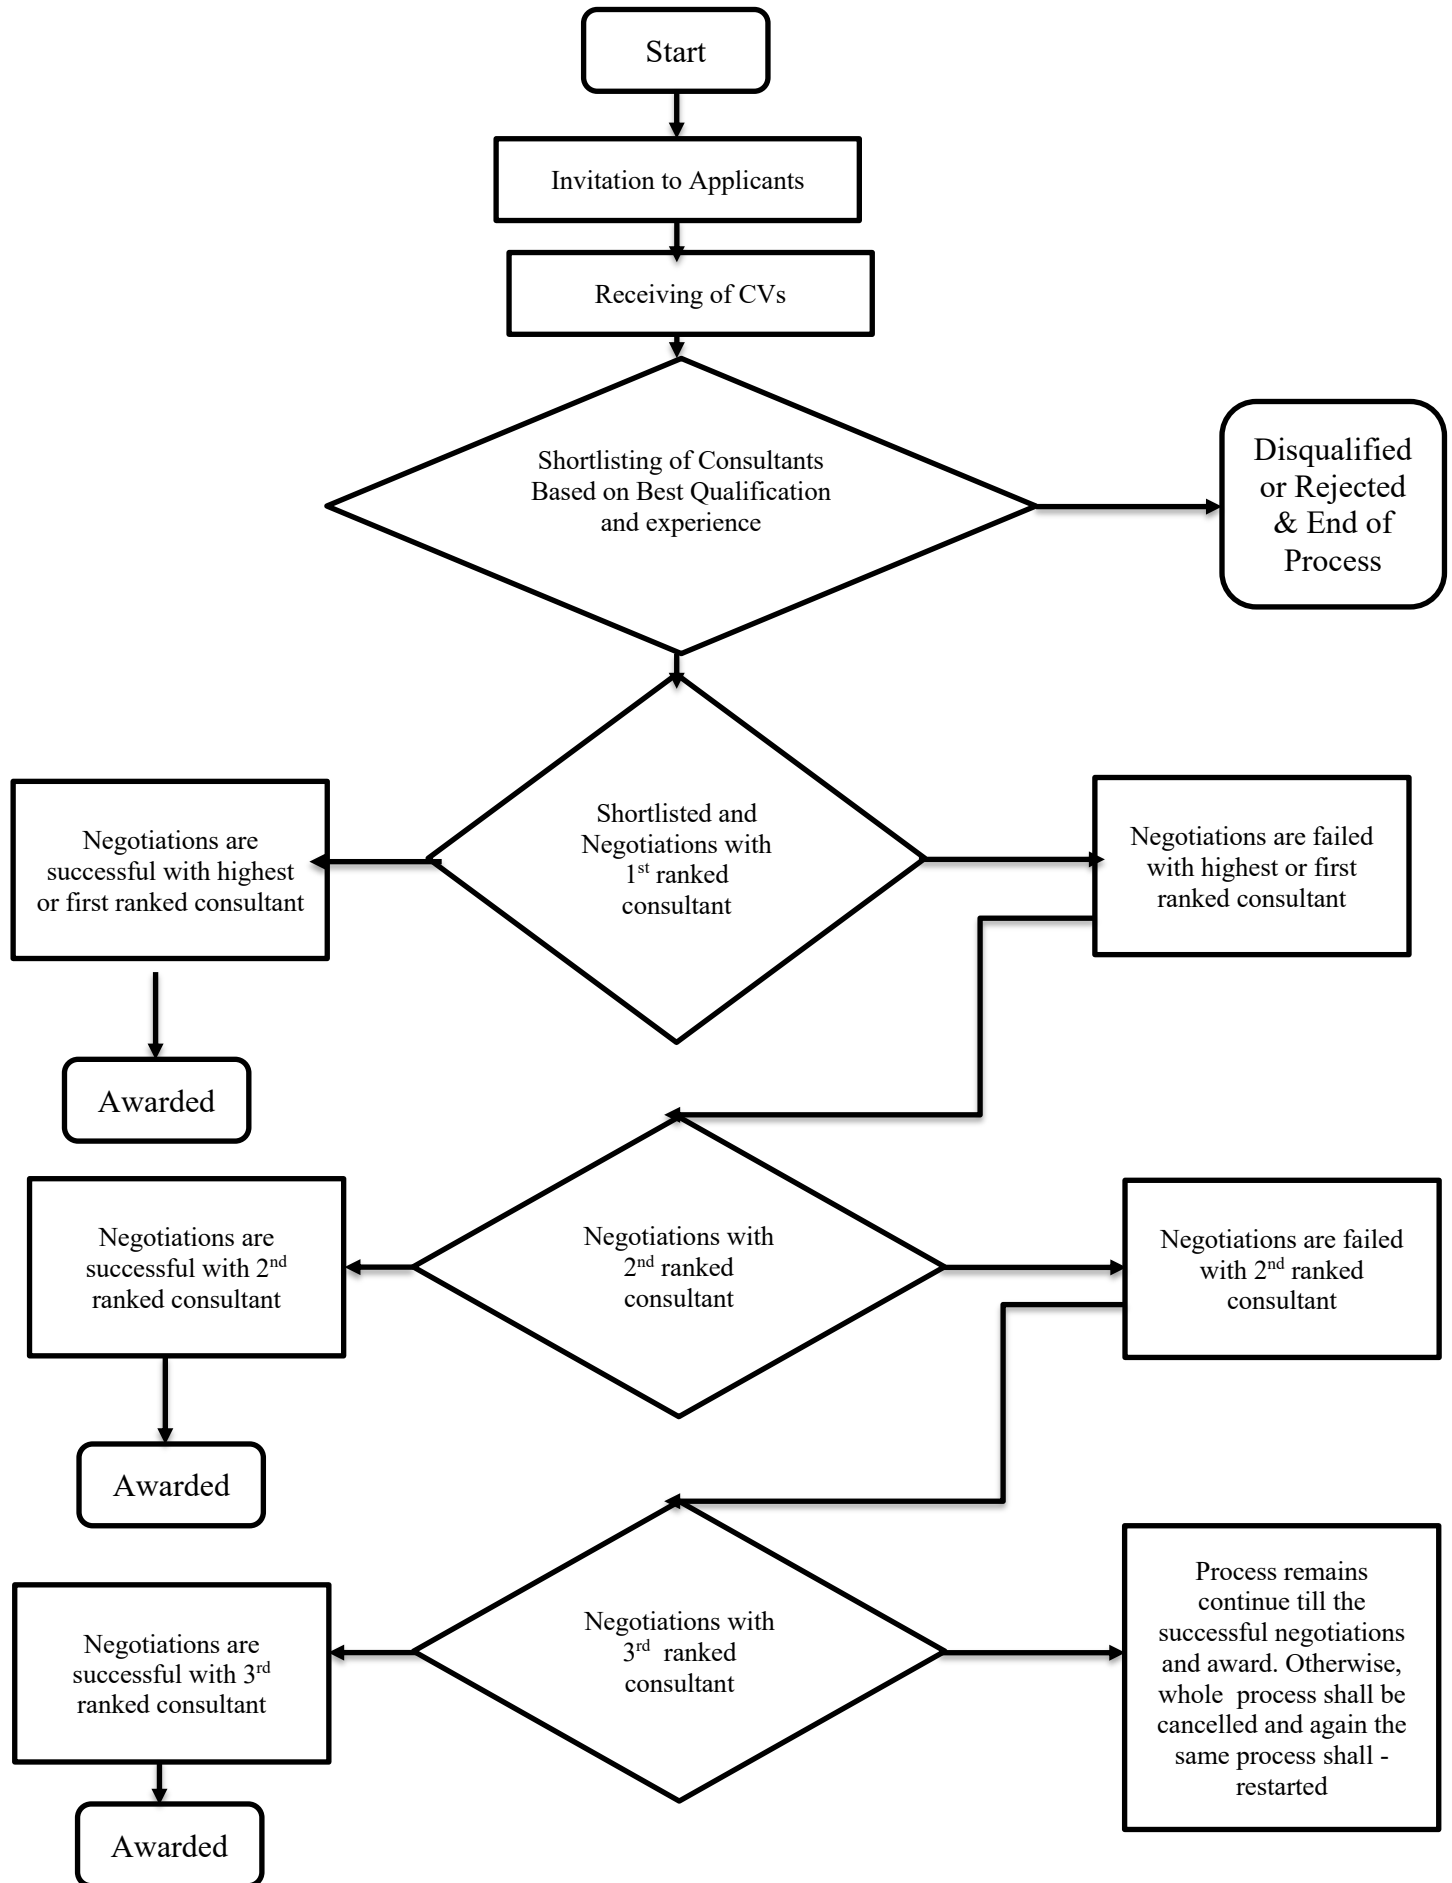 Start
Invitation to Applicants
Receiving of CVs
Shortlisting of Consultants
Based on Best Qualification
and experience
Disqualified
or Rejected
& End of
Process
Negotiations are
successful with highest
or first ranked consultant
Shortlisted and
Negotiations with
1st ranked
consultant
Negotiations are failed
with highest or first
ranked consultant
Awarded
Negotiations are
successful with 2nd
ranked consultant
Negotiations with
2nd ranked
consultant
Negotiations are failed
with 2nd ranked
consultant
Awarded
Negotiations are
successful with 3rd
ranked consultant
Negotiations with
3rd  ranked
consultant
Process remains
continue till the
successful negotiations
and award. Otherwise,
whole  process shall be
cancelled and again the
same process shall -
restarted
Awarded